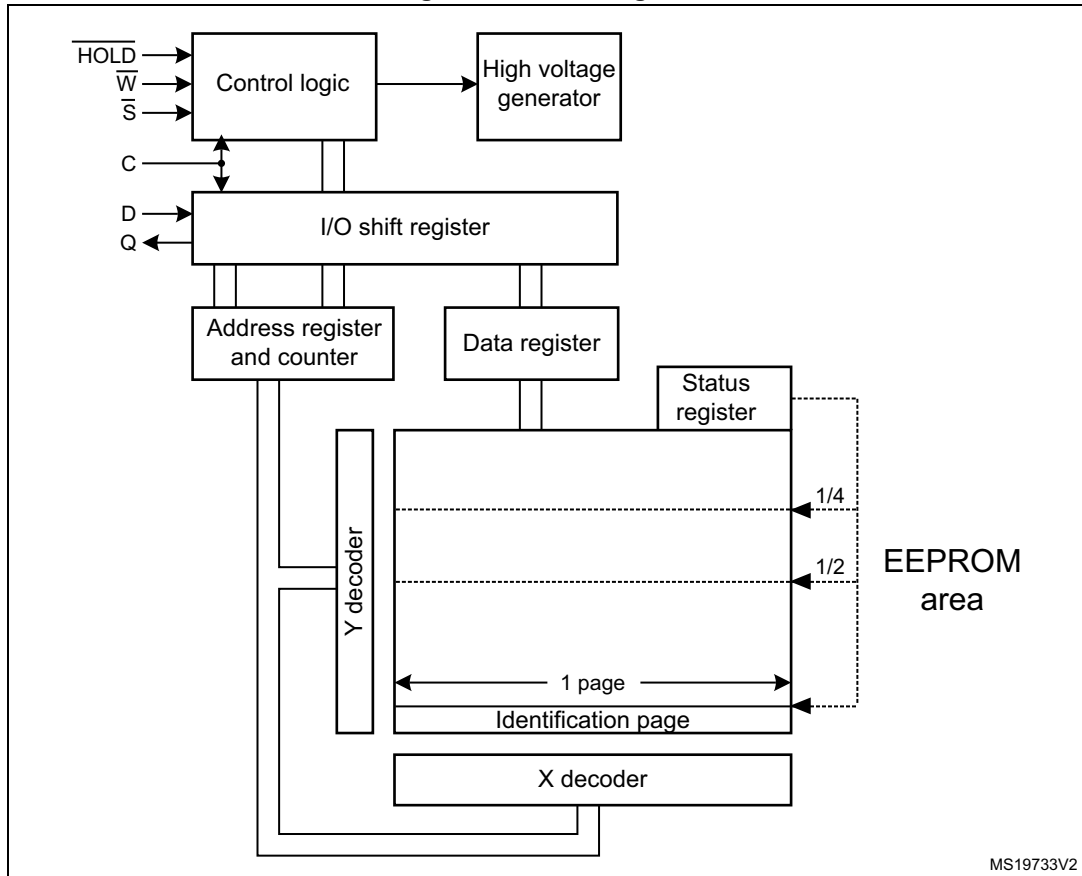 HOLD
W
S
C
D
Q
Control logic
High voltage
generator
I/O shift register
Address register
and counter
Data register
Status
register
1/4
1/2
EEPROM
area
Y decoder
1 page
Identification page
X decoder
MS19733V2